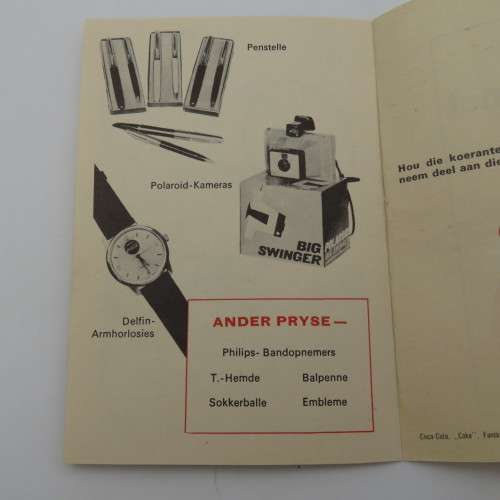 Penstelle
Polaroid-Kameras
BIG
SWINGER
Delfin-
Armhorlosies
ANDER PRYSE —
Philips- Bandopnemers
T.-Hemde Balpenne
Sokkerballe Embleme
Hou die koerante
neem deel aan die
Coca-Cola, „Coke”, Fanta